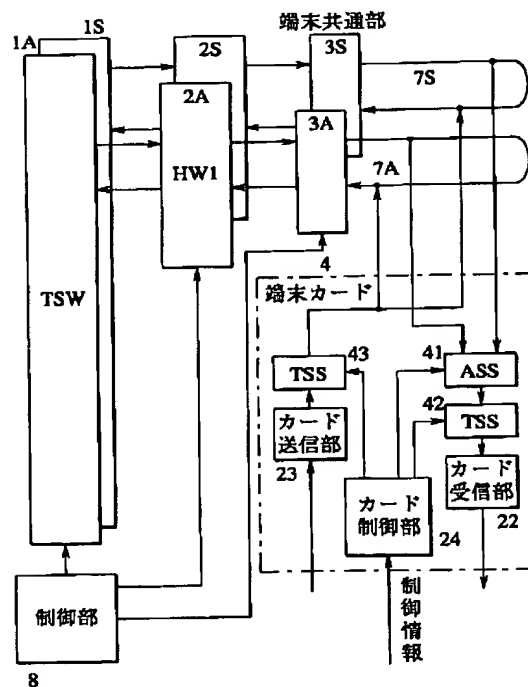 1A
1S
2S
端末共通部
3S
7S
2A
3A
HW1
7A
TSW
4
端末カード
43
41
TSS
ASS
42
TSS
カード
送信部
23
カード
制御部
24
カード
受信部
22
制御部
8
制御情報